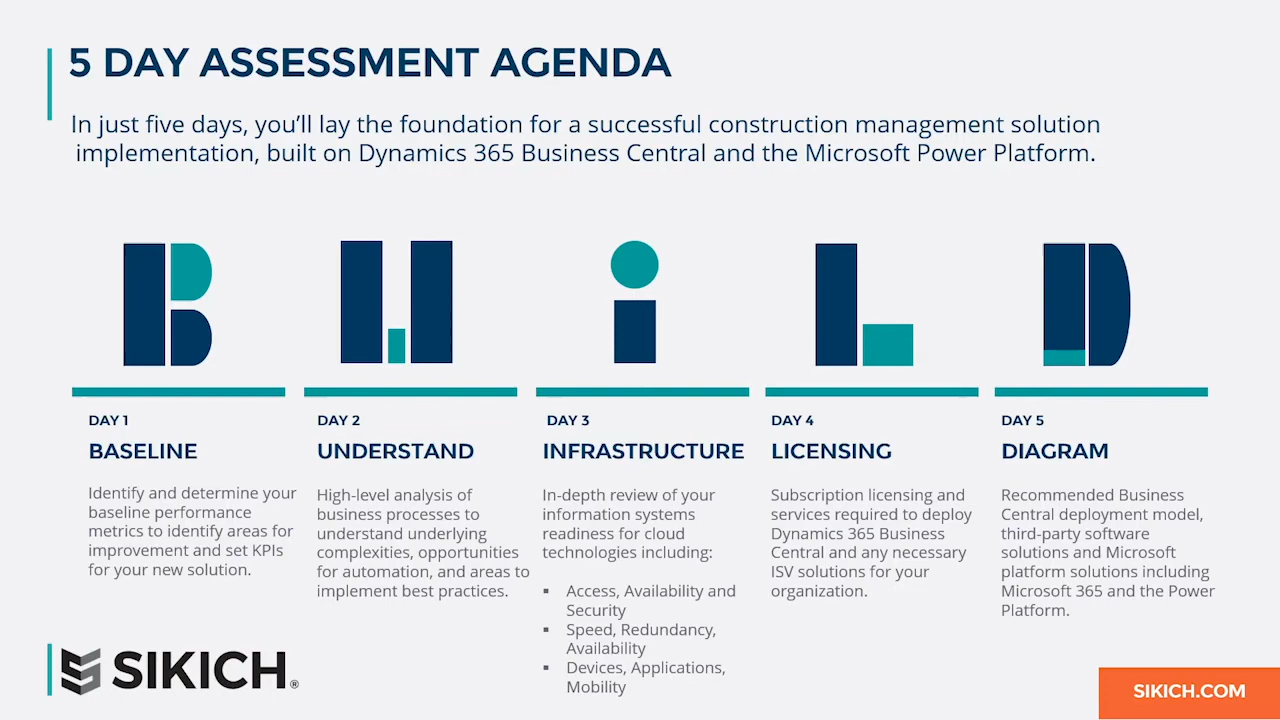 5 DAY ASSESSMENT AGENDA
In just five days, you’ll lay the foundation for a successful construction management solution
implementation, built on Dynamics 365 Business Central and the Microsoft Power Platform.
B U i L D
DAY 1
BASELINE
Identify and determine your
baseline performance
metrics to identify areas for
improvement and set KPIs
for your new solution.
DAY 2
UNDERSTAND
High-level analysis of
business processes to
understand underlying
complexities, opportunities
for automation, and areas to
implement best practices.
DAY 3
INFRASTRUCTURE
In-depth review of your
information systems
readiness for cloud
technologies including:
▪ Access, Availability and
Security
▪ Speed, Redundancy,
Availability
▪ Devices, Applications,
Mobility
DAY 4
LICENSING
Subscription licensing and
services required to deploy
Dynamics 365 Business
Central and any necessary
ISV solutions for your
organization.
DAY 5
DIAGRAM
Recommended Business
Central deployment model,
third-party software
solutions and Microsoft
platform solutions including
Microsoft 365 and the Power
Platform.
SIKICH®
SIKICH.COM